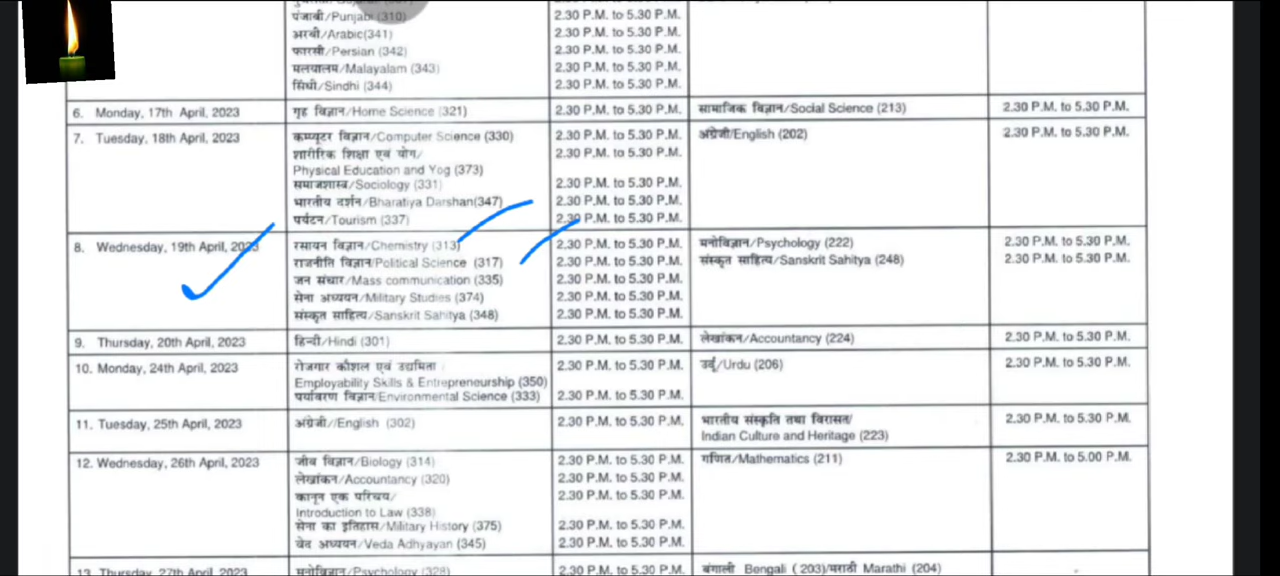 पंजाबी/Punjabi (310) 2.30 P.M. to 5.30 P.M.
अरबी/Arabic(341) 2.30 P.M. to 5.30 P.M.
फारसी/Persian (342) 2.30 P.M. to 5.30 P.M.
मलयालम/Malayalam (343) 2.30 P.M. to 5.30 P.M.
सिंधी/Sindhi (344) 2.30 P.M. to 5.30 P.M.
6. Monday, 17th April, 2023 गृह विज्ञान/Home Science (321) 2.30 P.M. to 5.30 P.M. सामाजिक विज्ञान/Social Science (213) 2.30 P.M. to 5.30 P.M.
7. Tuesday, 18th April, 2023 कम्प्यूटर विज्ञान/Computer Science (330) 2.30 P.M. to 5.30 P.M. अंग्रेजी/English (202) 2.30 P.M. to 5.30 P.M.
शारीरिक शिक्षा एवं योग/ 2.30 P.M. to 5.30 P.M.
Physical Education and Yog (373)
समाजशास्त्र/Sociology (331) 2.30 P.M. to 5.30 P.M.
भारतीय दर्शन/Bharatiya Darshan(347) 2.30 P.M. to 5.30 P.M.
पर्यटन/Tourism (337) 2.30 P.M. to 5.30 P.M.
8. Wednesday, 19th April, 2023 रसायन विज्ञान/Chemistry (313) 2.30 P.M. to 5.30 P.M. मनोविज्ञान/Psychology (222) 2.30 P.M. to 5.30 P.M.
राजनीति विज्ञान/Political Science (317) 2.30 P.M. to 5.30 P.M. संस्कृत साहित्य/Sanskrit Sahitya (248) 2.30 P.M. to 5.30 P.M.
जन संचार/Mass communication (335) 2.30 P.M. to 5.30 P.M.
सेना अध्ययन/Military Studies (374) 2.30 P.M. to 5.30 P.M.
संस्कृत साहित्य/Sanskrit Sahitya (348) 2.30 P.M. to 5.30 P.M.
9. Thursday, 20th April, 2023 हिन्दी/Hindi (301) 2.30 P.M. to 5.30 P.M. लेखांकन/Accountancy (224) 2.30 P.M. to 5.30 P.M.
10. Monday, 24th April, 2023 रोजगार कौशल एवं उद्यमिता उर्दू/Urdu (206) 2.30 P.M. to 5.30 P.M.
Employability Skills & Entrepreneurship (350)
पर्यावरण विज्ञान/Environmental Science (333) 2.30 P.M. to 5.30 P.M.
11. Tuesday, 25th April, 2023 अंग्रेजी/English (302) 2.30 P.M. to 5.30 P.M. भारतीय संस्कृति तथा विरासत/ 2.30 P.M. to 5.30 P.M.
Indian Culture and Heritage (223)
12. Wednesday, 26th April, 2023 जीव विज्ञान/Biology (314) 2.30 P.M. to 5.30 P.M. गणित/Mathematics (211) 2.30 P.M. to 5.00 P.M.
लेखांकन/Accountancy (320) 2.30 P.M. to 5.30 P.M.
कानून एक परिचय/ 2.30 P.M. to 5.30 P.M.
Introduction to Law (338)
सेना का इतिहास/Military History (375) 2.30 P.M. to 5.30 P.M.
वेद अध्ययन/Veda Adhyayan (345) 2.30 P.M. to 5.30 P.M.
13. Thursday, 27th April, 2023 मनोविज्ञान/Psychology (328) 2.30 P.M. to 5.30 P.M. बंगाली Bengali (203)/मराठी Marathi (204)